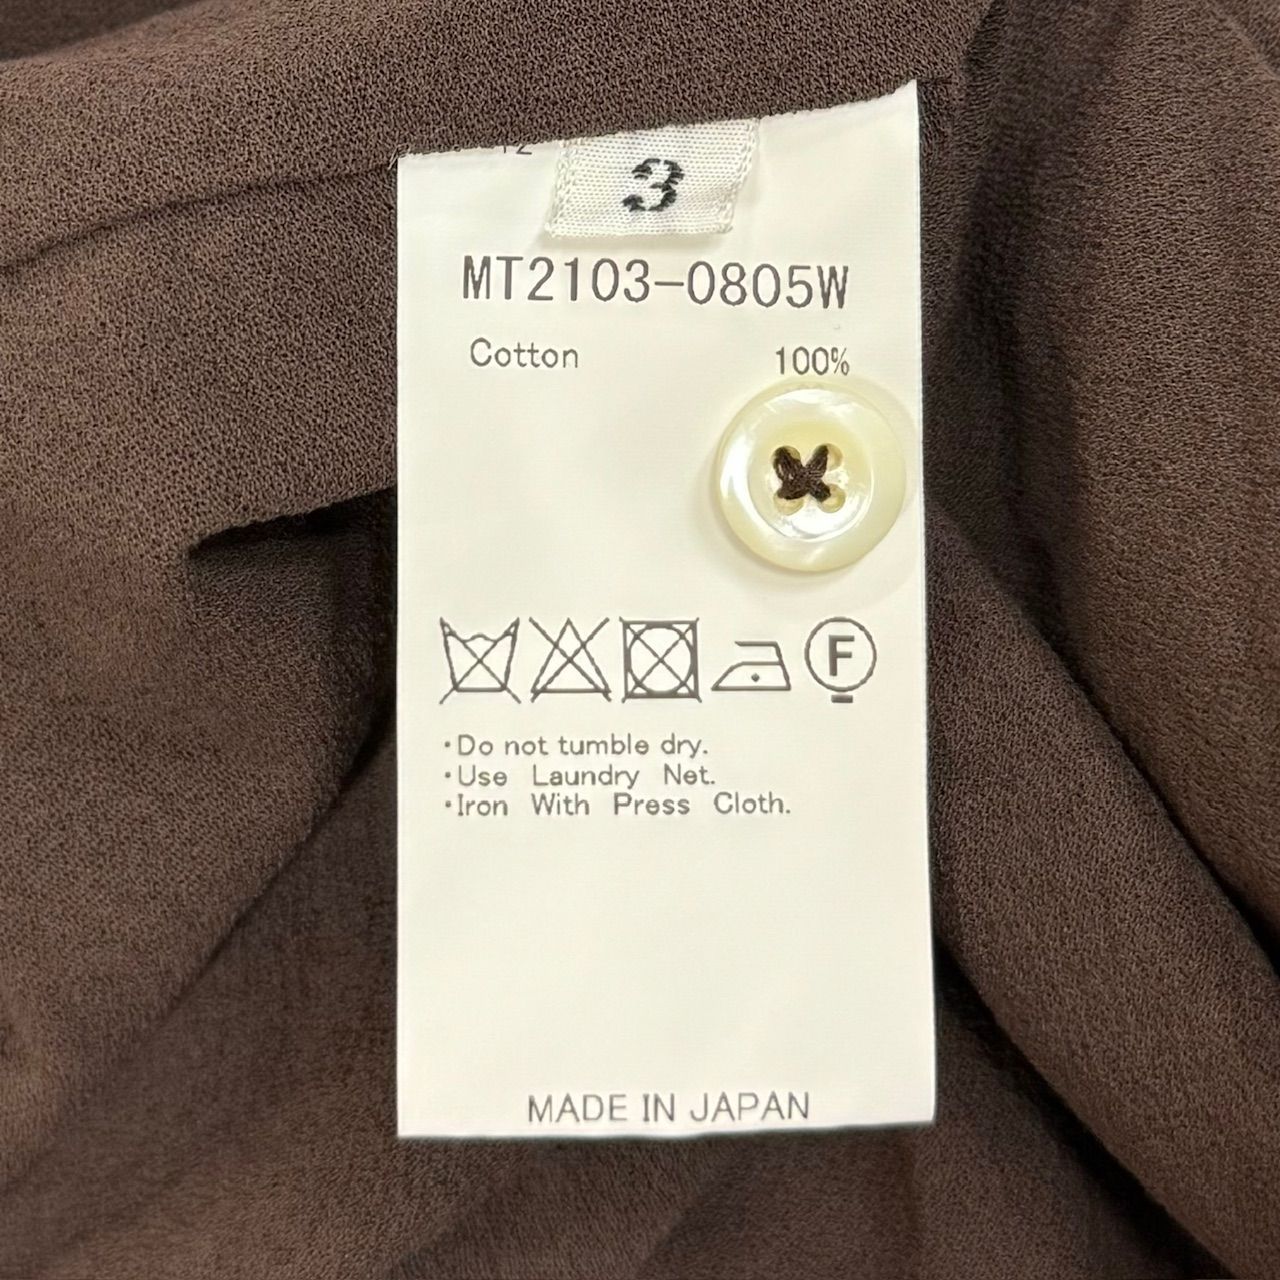 3
MT2103-0805W
Cotton 100%
F
·Do not tumble dry.
·Use Laundry Net.
·Iron With Press Cloth.
MADE IN JAPAN